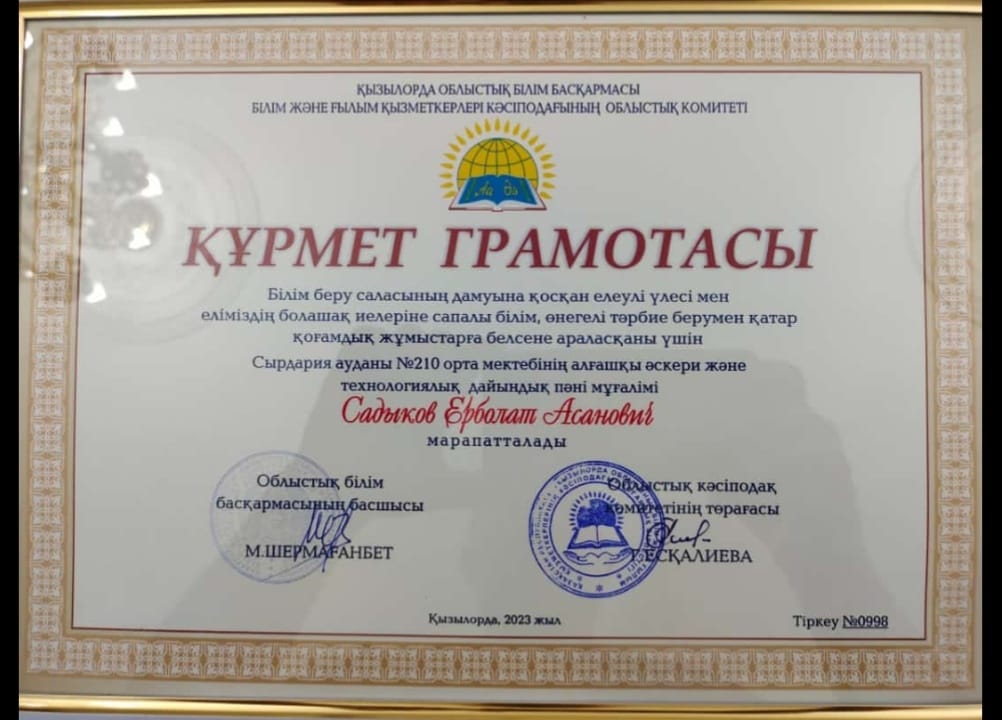 ҚЫЗЫЛОРДА ОБЛЫСТЫҚ БІЛІМ БАСҚАРМАСЫ
БІЛІМ ЖӘНЕ ҒЫЛЫМ ҚЫЗМЕТКЕРЛЕРІ КӘСІПОДАҒЫНЫҢ ОБЛЫСТЫҚ КОМИТЕТІ
Аа Әә
ҚҰРМЕТ ГРАМОТАСЫ
Білім беру саласының дамуына қосқан елеулі үлесі мен
еліміздің болашақ иелеріне сапалы білім, өнегелі тәрбие берумен қатар
қоғамдық жұмыстарға белсене араласқаны үшін
Сырдария ауданы №210 орта мектебінің алғашқы әскери және
технологиялық дайындық пәні мұғалімі
Садыков Ерболат Асанович
марапатталады
Облыстық білім
басқармасының басшысы
М.ШЕРМАҒАНБЕТ
Облыстық кәсіподақ
комитетінің төрағасы
Т.ЕСҚАЛИЕВА
Қызылорда, 2023 жыл
Тіркеу №0998